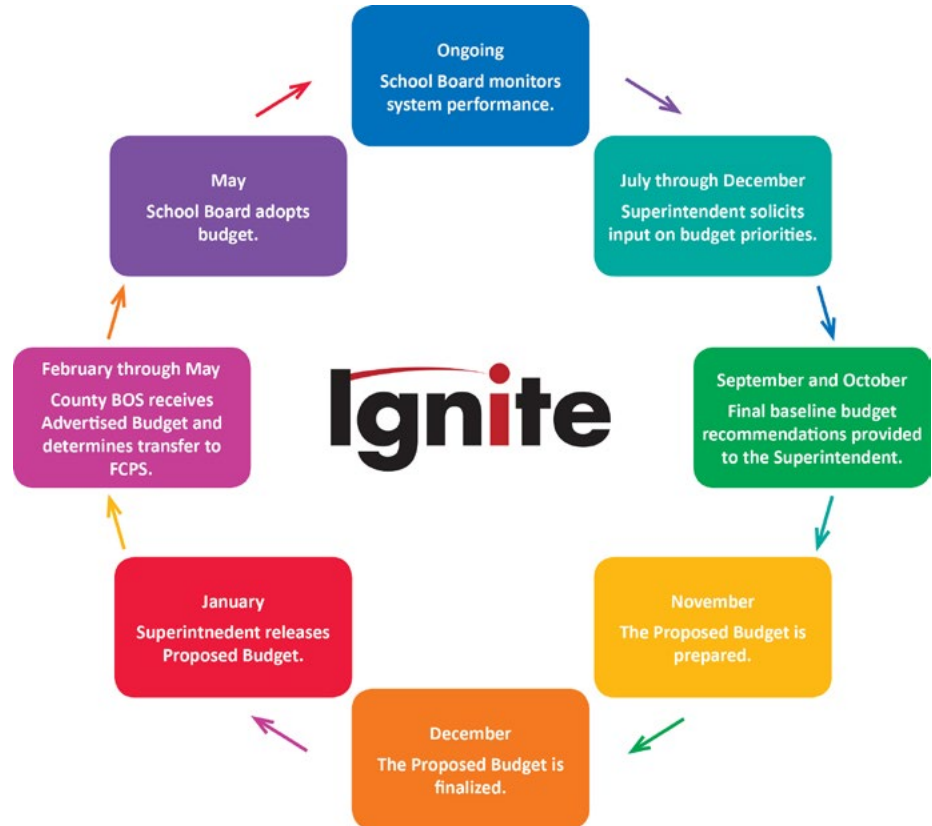 Ongoing
School Board monitors
system performance.
July through December
Superintendent solicits
input on budget priorities.
September and October
Final baseline budget
recommendations provided
to the Superintendent.
November
The Proposed Budget is
prepared.
December
The Proposed Budget is
finalized.
January
Superintnedent releases
Proposed Budget.
February through May
County BOS receives
Advertised Budget and
determines transfer to
FCPS.
May
School Board adopts
budget.
Ignite